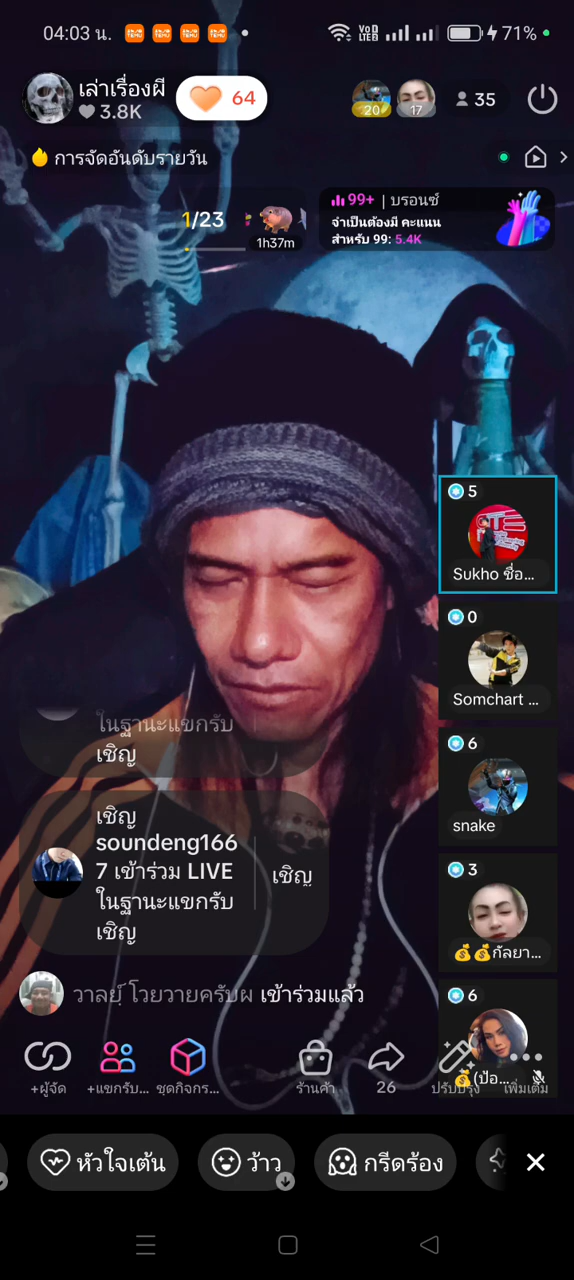 04:03 น.
VoD
LTE
71%
เล่าเรื่องผี
3.8K
64
20
17
35
การจัดอันดับรายวัน
1/23
1h37m
99+ | บรอนซ์
จำเป็นต้องมี คะแนน
สำหรับ 99: 5.4K
5
Sukho ชื่อ...
0
Somchart ...
6
snake
3
💰💰กัลยา...
6
💰(ป้อ...
ในฐานะแขกรับ
เชิญ
เชิญ
soundeng166
7 เข้าร่วม LIVE
ในฐานะแขกรับ
เชิญ
เชิญ
วาลย์ โวยวายครับผ เข้าร่วมแล้ว
+ผู้จัด
+แขกรับ...
ชุดกิจกร...
ร้านค้า
26
ปรับปรุง
เพิ่มเติม
หัวใจเต้น
ว้าว
กรีดร้อง